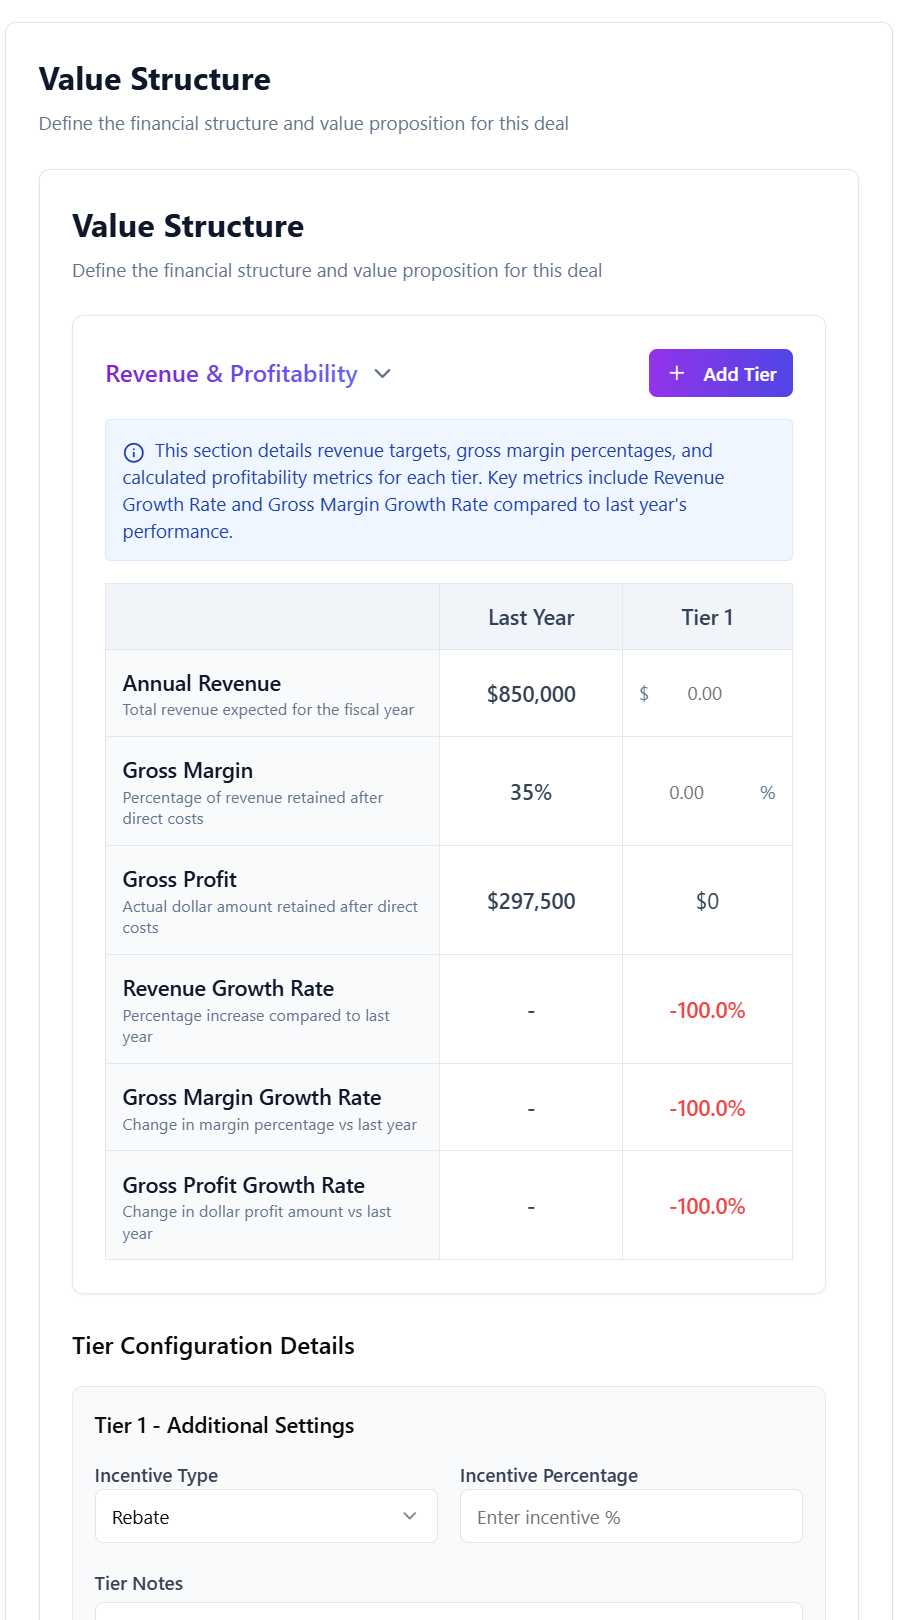 Value Structure
Define the financial structure and value proposition for this deal
Value Structure
Define the financial structure and value proposition for this deal
Revenue & Profitability
+ Add Tier
This section details revenue targets, gross margin percentages, and
calculated profitability metrics for each tier. Key metrics include Revenue
Growth Rate and Gross Margin Growth Rate compared to last year's
performance.
Last Year Tier 1
Annual Revenue
Total revenue expected for the fiscal year
$850,000 $ 0.00
Gross Margin
Percentage of revenue retained after
direct costs
35% 0.00 %
Gross Profit
Actual dollar amount retained after direct
costs
$297,500 $0
Revenue Growth Rate
Percentage increase compared to last
year
- -100.0%
Gross Margin Growth Rate
Change in margin percentage vs last year
- -100.0%
Gross Profit Growth Rate
Change in dollar profit amount vs last
year
- -100.0%
Tier Configuration Details
Tier 1 - Additional Settings
Incentive Type Incentive Percentage
Rebate Enter incentive %
Tier Notes